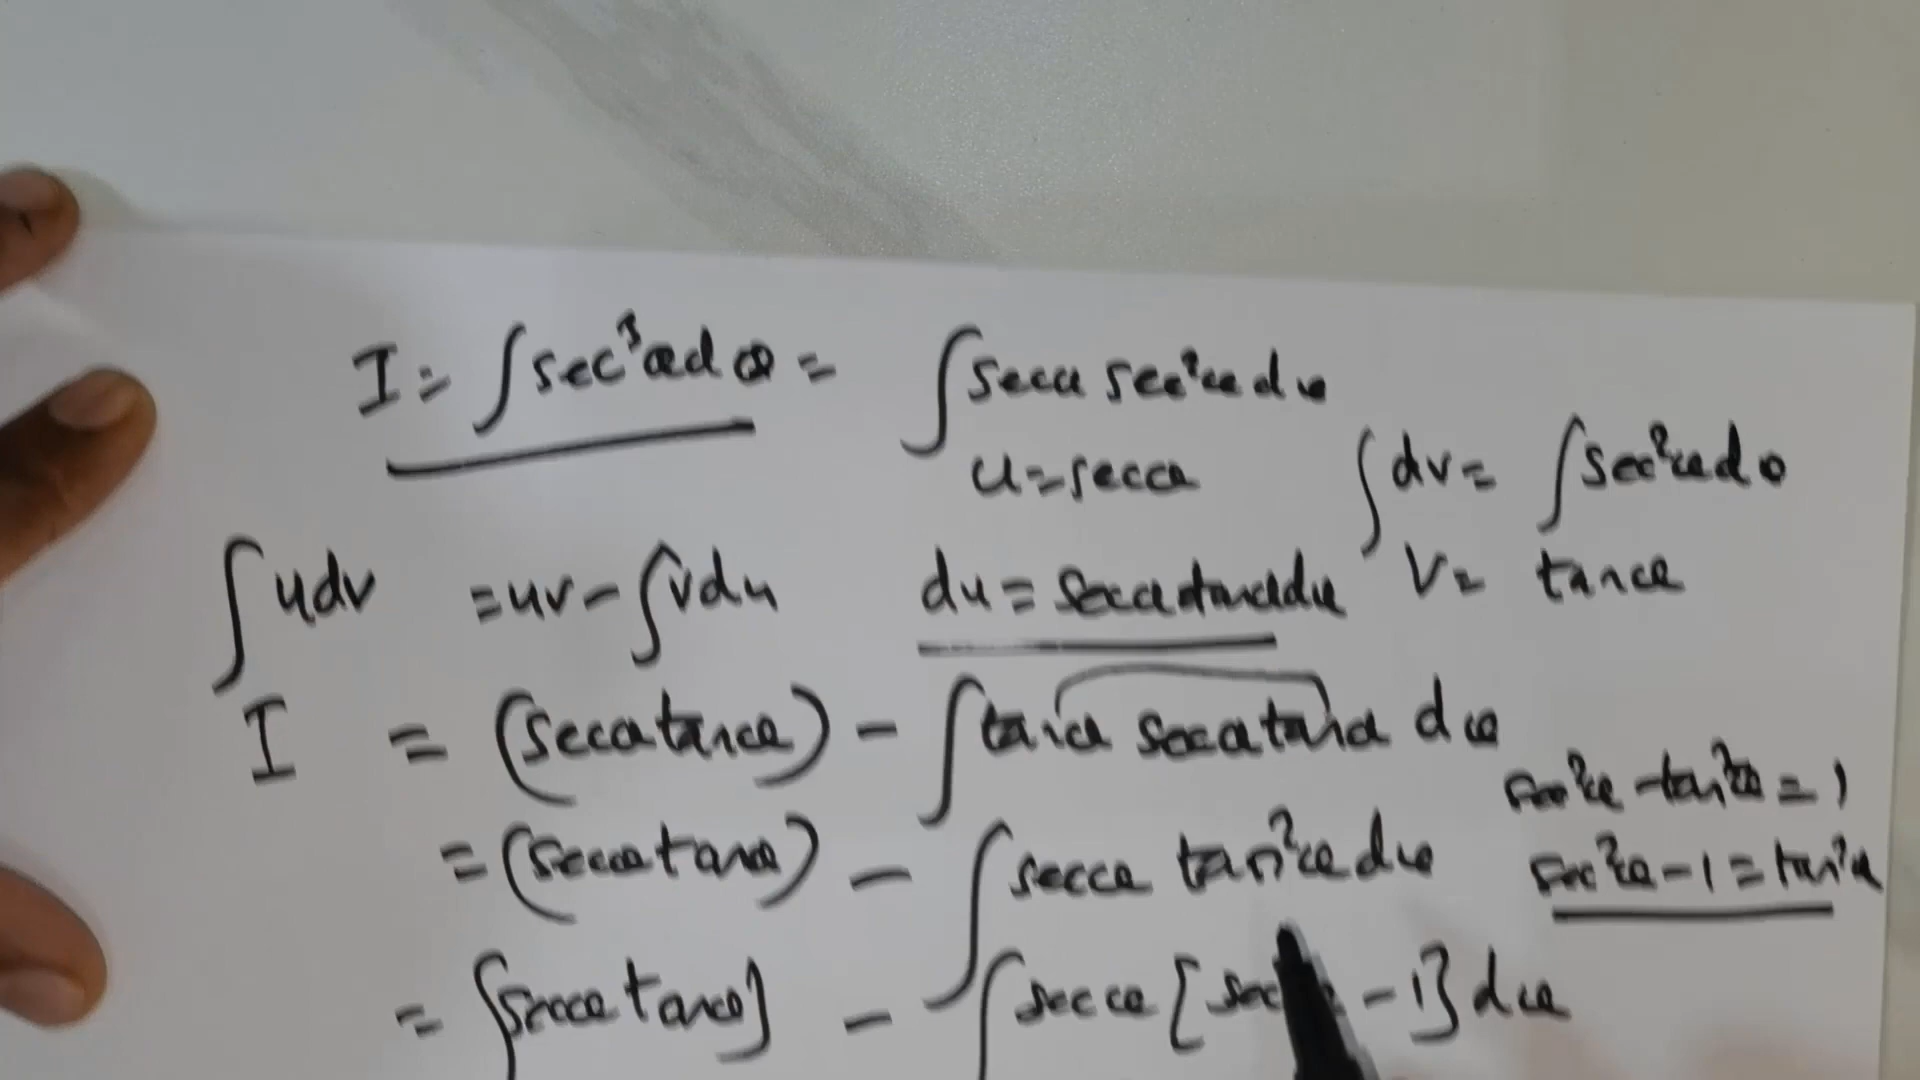 I = ∫sec³α dα = ∫secα sec²α dα
u = secα ∫dv = ∫sec²α dα
∫udv = uv - ∫vdu du = secα tanα dα v = tanα
I = (secα tanα) - ∫tanα secα tanα dα
sec²α - tan²α = 1
= (secα tanα) - ∫secα tan²α dα
sec²α - 1 = tan²α
= [secα tanα] - ∫secα [sec - 1] dα